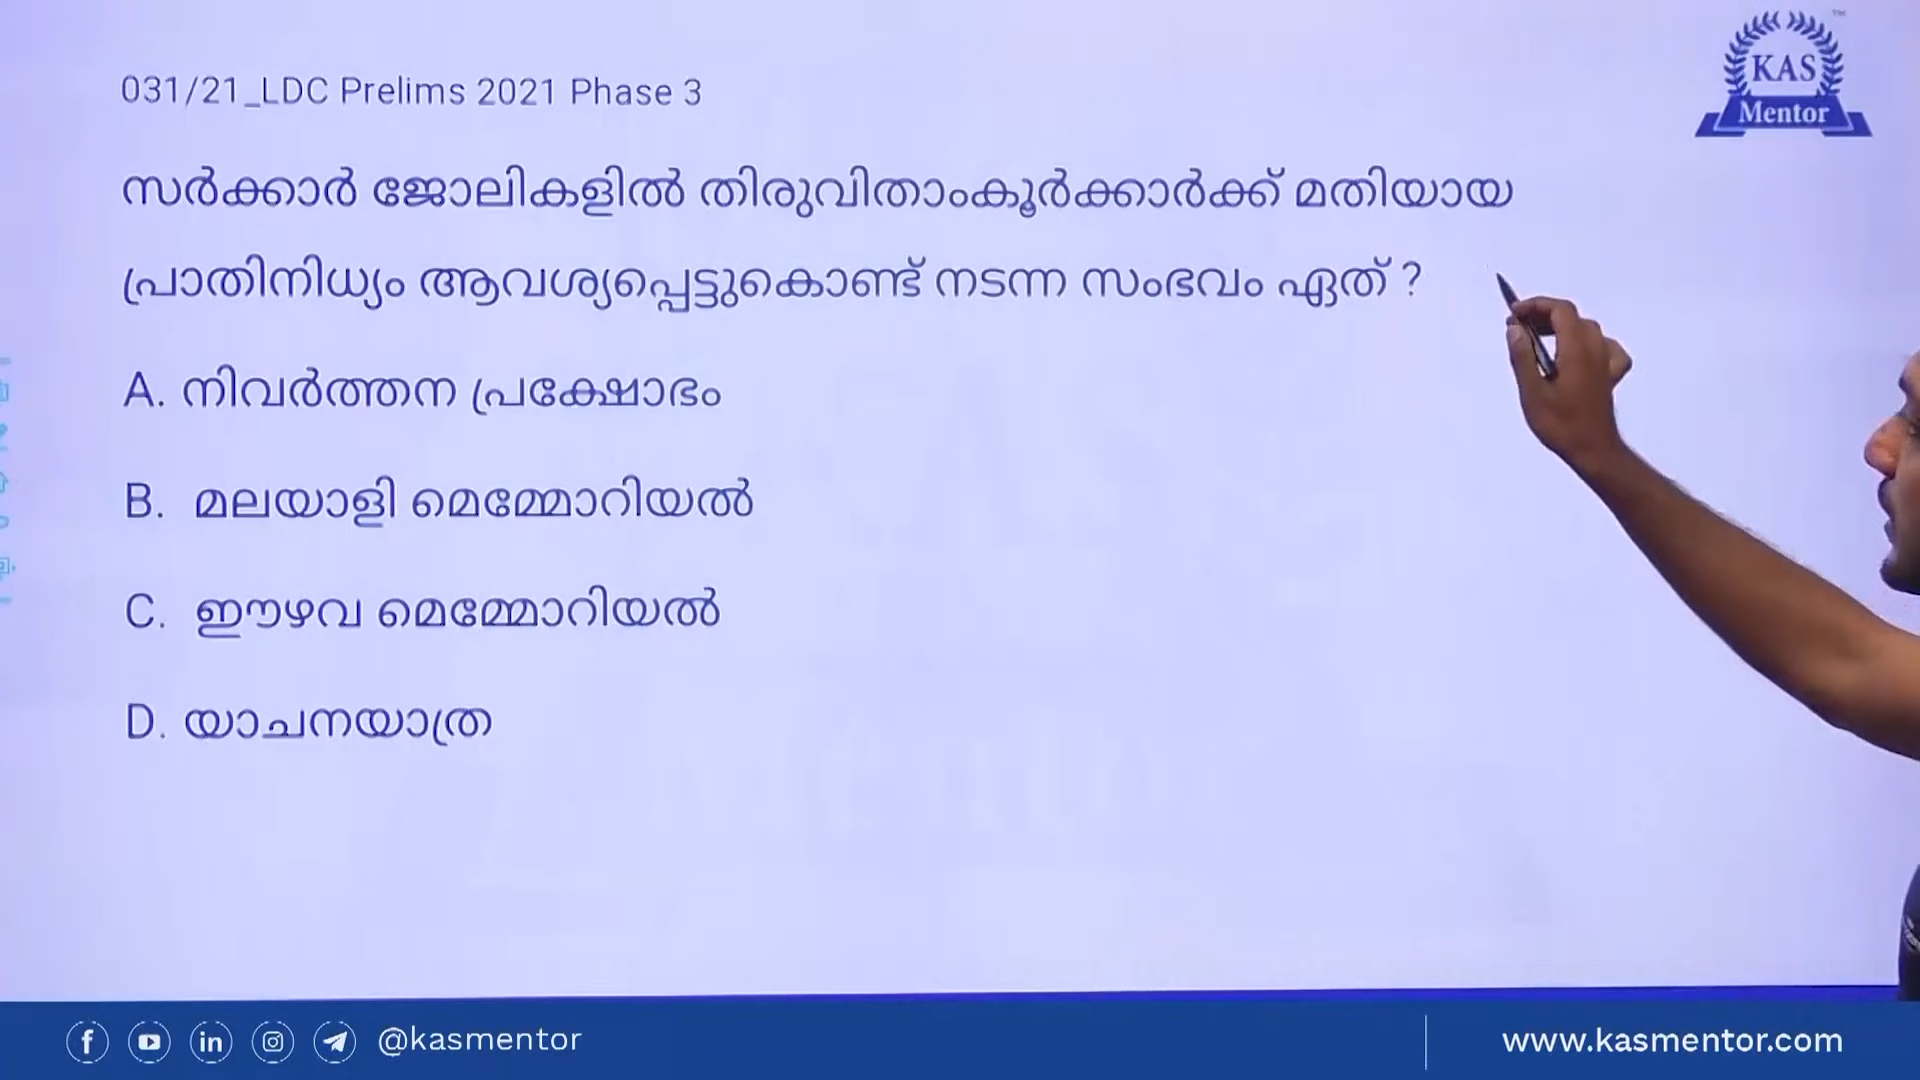 031/21_LDC Prelims 2021 Phase 3
KAS
Mentor
TM
സർക്കാർ ജോലികളിൽ തിരുവിതാംകൂർക്കാർക്ക് മതിയായ
പ്രാതിനിധ്യം ആവശ്യപ്പെട്ടുകൊണ്ട് നടന്ന സംഭവം ഏത് ?
A. നിവർത്തന പ്രക്ഷോഭം
B. മലയാളി മെമ്മോറിയൽ
C. ഈഴവ മെമ്മോറിയൽ
D. യാചനയാത്ര
@kasmentor
www.kasmentor.com